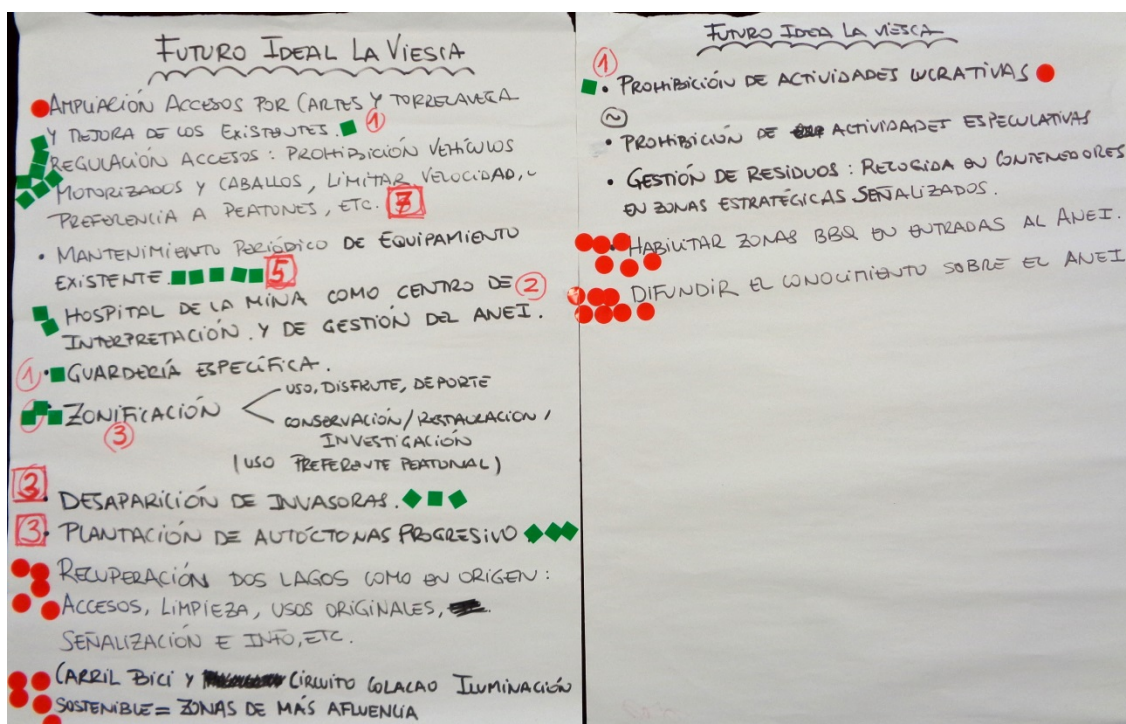 FUTURO IDEAL LA VIESCA
AMPLIACIÓN ACCESOS POR CARTES Y TORRELAVEGA
Y MEJORA DE LOS EXISTENTES. 1
REGULACIÓN ACCESOS: PROHIBICIÓN VEHÍCULOS
MOTORIZADOS Y CABALLOS, LIMITAR VELOCIDAD,
PREFERENCIA A PEATONES, ETC. 7
• MANTENIMIENTO PERIÓDICO DE EQUIPAMIENTO
EXISTENTE. 5
HOSPITAL DE LA MINA COMO CENTRO DE 2
INTERPRETACIÓN Y DE GESTIÓN DEL ANEI.
1 • GUARDERÍA ESPECÍFICA.
ZONIFICACIÓN
3
USO, DISFRUTE, DEPORTE
CONSERVACIÓN/RESTAURACIÓN/
INVESTIGACIÓN
(USO PREFERENTE PEATONAL)
3 • DESAPARICIÓN DE INVASORAS.
3 • PLANTACIÓN DE AUTÓCTONAS PROGRESIVO
RECUPERACIÓN DOS LAGOS COMO EN ORIGEN:
ACCESOS, LIMPIEZA, USOS ORIGINALES,
SEÑALIZACIÓN E INFO, ETC.
CARRIL BICI Y CIRCUITO COLACAO ILUMINACIÓN
SOSTENIBLE = ZONAS DE MÁS AFLUENCIA
FUTURO IDEAL LA VIESCA
1
• PROHIBICIÓN DE ACTIVIDADES LUCRATIVAS
~
• PROHIBICIÓN DE ACTIVIDADES ESPECULATIVAS
• GESTIÓN DE RESIDUOS: RECOGIDA EN CONTENEDORES
EN ZONAS ESTRATÉGICAS SEÑALIZADOS.
• HABILITAR ZONAS BBQ EN ENTRADAS AL ANEI.
DIFUNDIR EL CONOCIMIENTO SOBRE EL ANEI